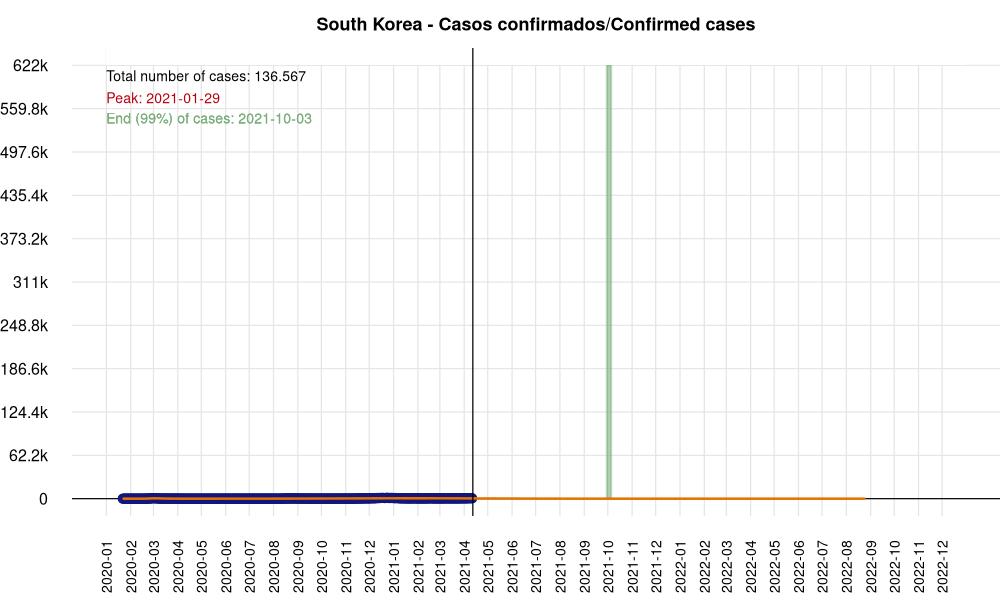 South Korea - Casos confirmados/Confirmed cases
Total number of cases: 136.567
Peak: 2021-01-29
End (99%) of cases: 2021-10-03
622k
559.8k
497.6k
435.4k
373.2k
311k
248.8k
186.6k
124.4k
62.2k
0
2020-01
2020-02
2020-03
2020-04
2020-05
2020-06
2020-07
2020-08
2020-09
2020-10
2020-11
2020-12
2021-01
2021-02
2021-03
2021-04
2021-05
2021-06
2021-07
2021-08
2021-09
2021-10
2021-11
2021-12
2022-01
2022-02
2022-03
2022-04
2022-05
2022-06
2022-07
2022-08
2022-09
2022-10
2022-11
2022-12